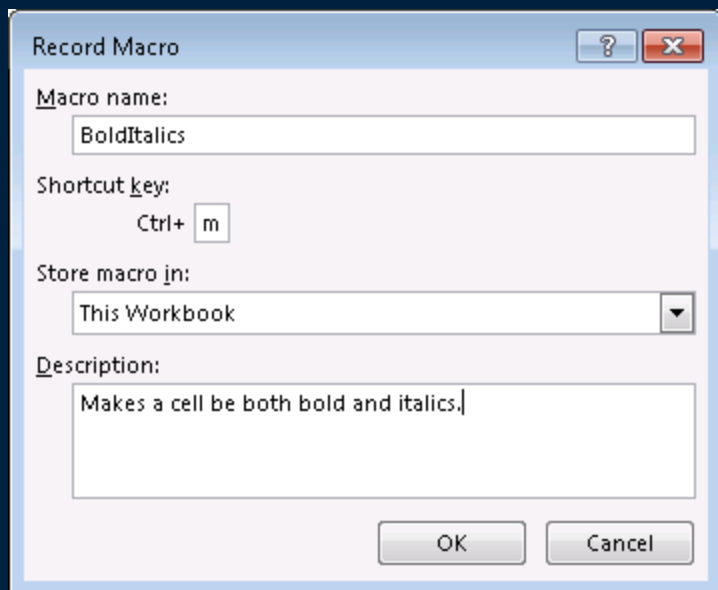 Record Macro
?
Macro name:
BoldItalics
Shortcut key:
Ctrl+ m
Store macro in:
This Workbook
Description:
Makes a cell be both bold and italics.
OK Cancel